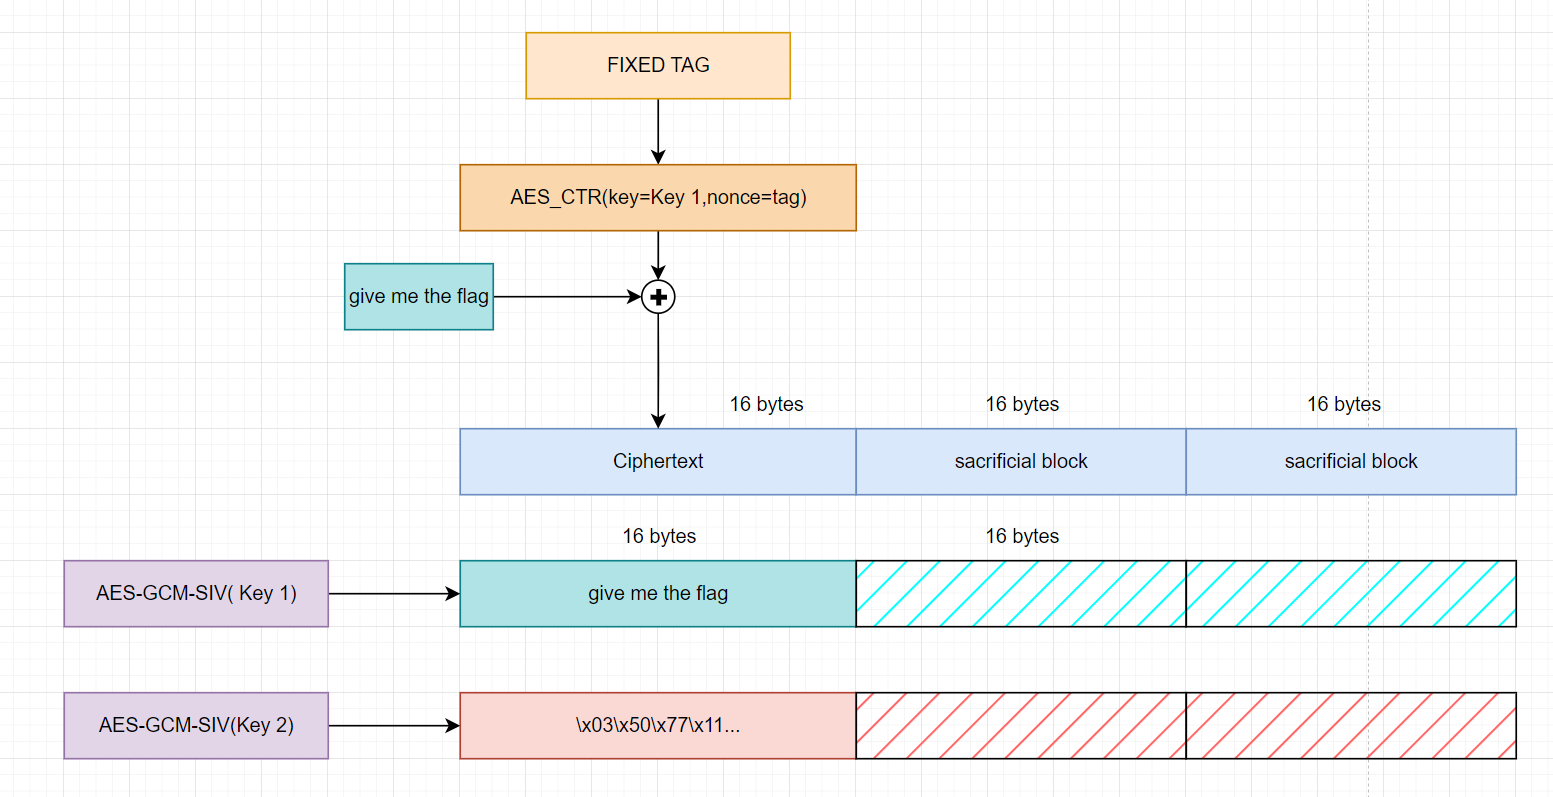 FIXED TAG
AES_CTR(key=Key 1,nonce=tag)
give me the flag
16 bytes
16 bytes
16 bytes
Ciphertext
sacrificial block
sacrificial block
16 bytes
16 bytes
AES-GCM-SIV( Key 1)
give me the flag
AES-GCM-SIV(Key 2)
\x03\x50\x77\x11...